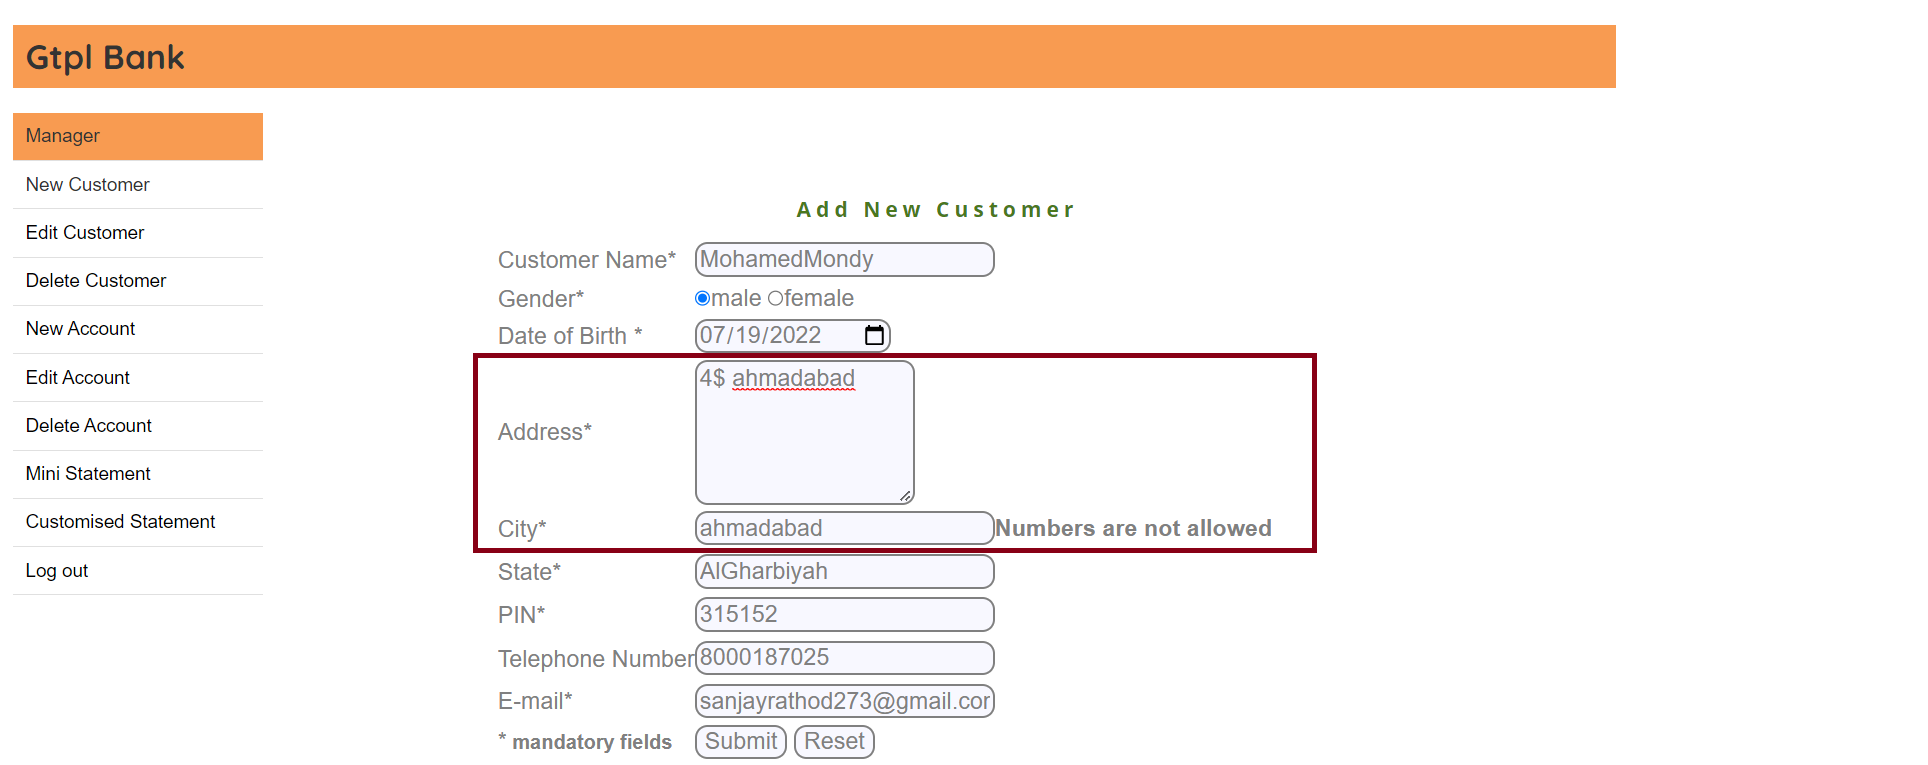 Gtpl Bank
Manager
New Customer
Edit Customer
Delete Customer
New Account
Edit Account
Delete Account
Mini Statement
Customised Statement
Log out
Add New Customer
Customer Name* MohamedMondy
Gender* male female
Date of Birth * 07/19/2022
Address* 4$ ahmadabad
City* ahmadabad Numbers are not allowed
State* AlGharbiyah
PIN* 315152
Telephone Number 8000187025
E-mail* sanjayrathod273@gmail.cor
* mandatory fields Submit Reset